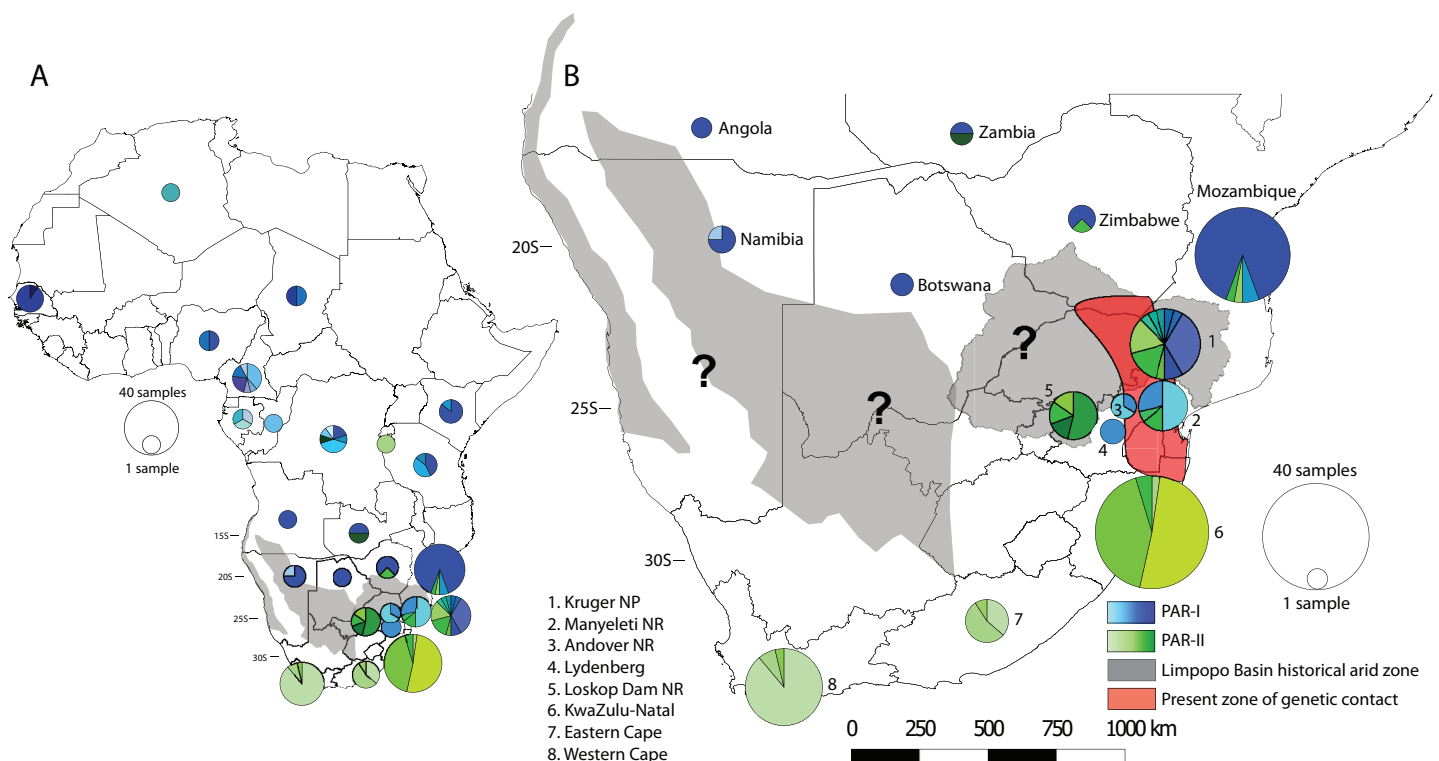 A
B
Angola
Zambia
Mozambique
Zimbabwe
Namibia
Botswana
20S
25S
30S
?
?
?
1
2
3
4
5
6
7
8
40 samples
1 sample
15S
20S
25S
30S
40 samples
1 sample
1. Kruger NP
2. Manyeleti NR
3. Andover NR
4. Lydenberg
5. Loskop Dam NR
6. KwaZulu-Natal
7. Eastern Cape
8. Western Cape
PAR-I
PAR-II
Limpopo Basin historical arid zone
Present zone of genetic contact
0 250 500 750 1000 km